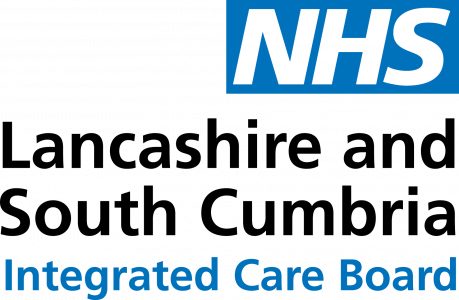 NHS
Lancashire and
South Cumbria
Integrated Care Board